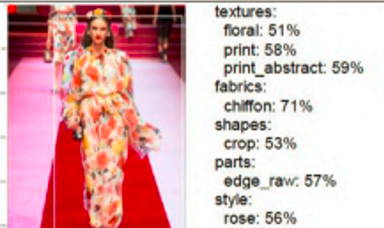 textures:
floral: 51%
print: 58%
print_abstract: 59%
fabrics:
chiffon: 71%
shapes:
crop: 53%
parts:
edge_raw: 57%
style:
rose: 56%